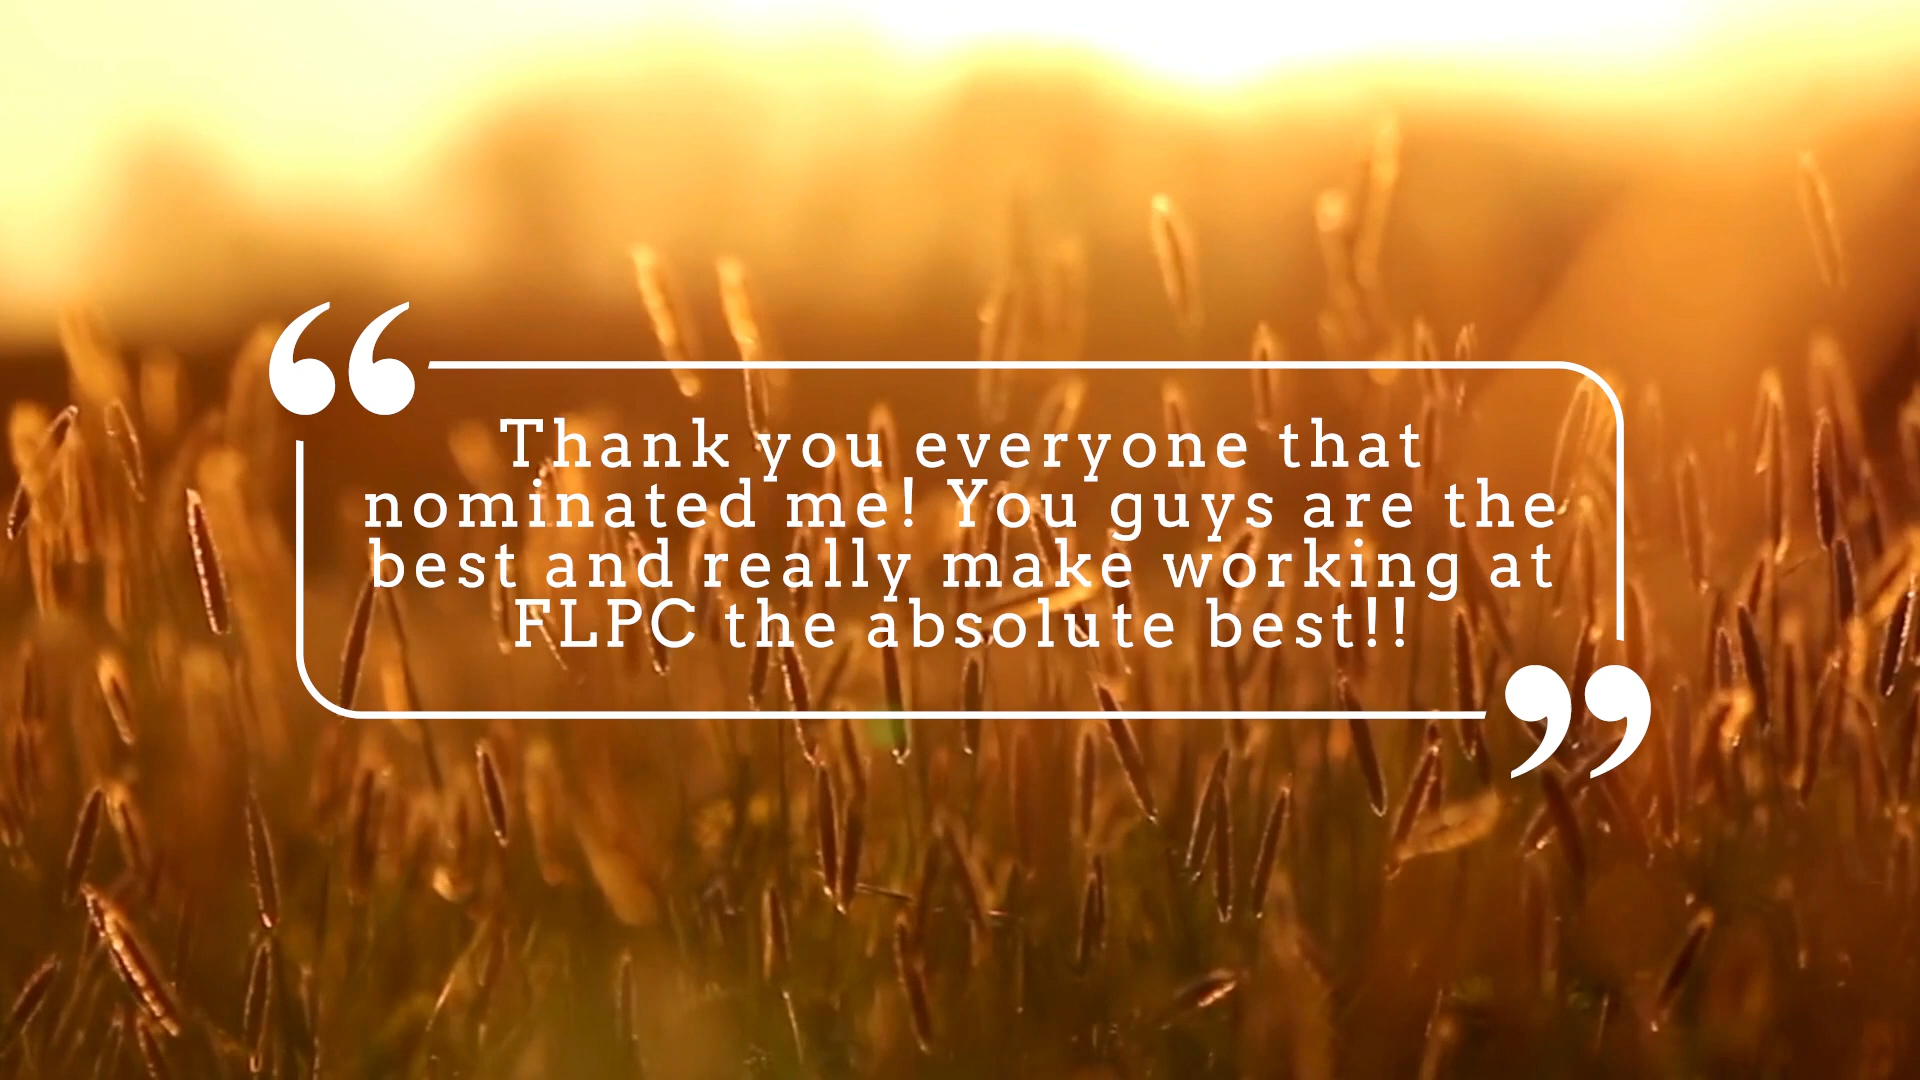 Thank you everyone that
nominated me! You guys are the
best and really make working at
FLPC the absolute best!!